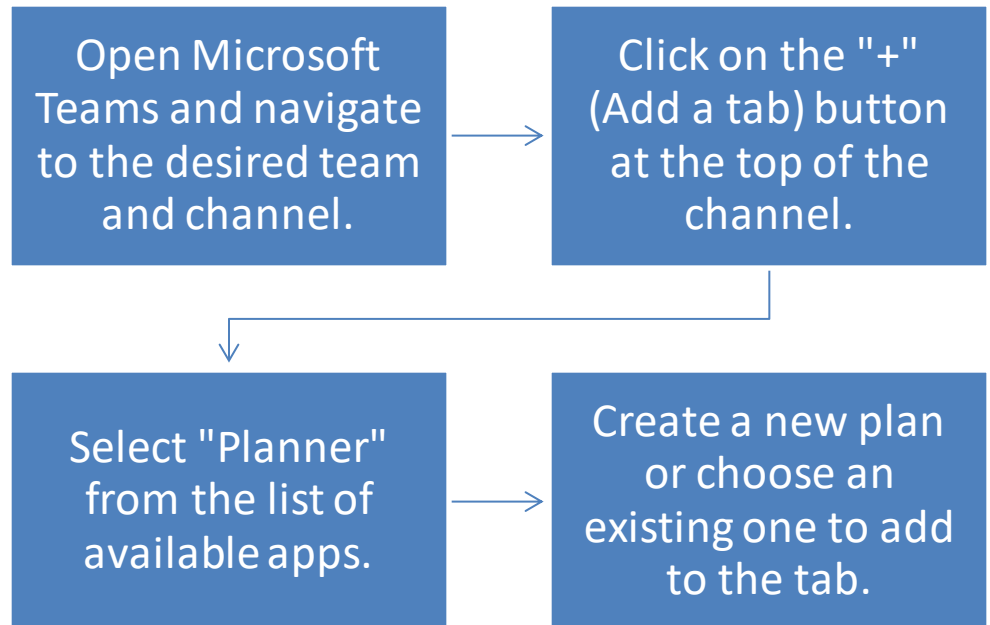 Open Microsoft
Teams and navigate
to the desired team
and channel.
Click on the "+"
(Add a tab) button
at the top of the
channel.
Select "Planner"
from the list of
available apps.
Create a new plan
or choose an
existing one to add
to the tab.